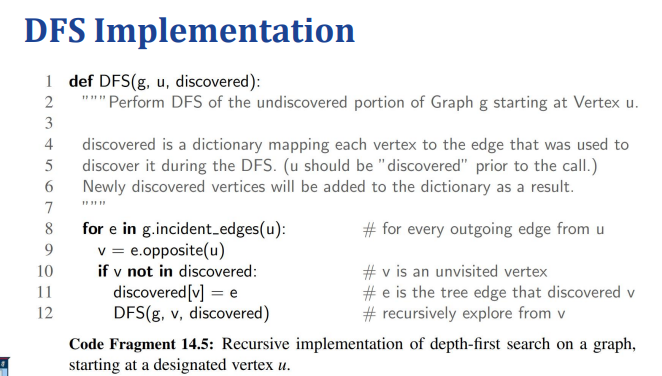 DFS Implementation
1 def DFS(g, u, discovered):
2 """Perform DFS of the undiscovered portion of Graph g starting at Vertex u.
3
4 discovered is a dictionary mapping each vertex to the edge that was used to
5 discover it during the DFS. (u should be "discovered" prior to the call.)
6 Newly discovered vertices will be added to the dictionary as a result.
7 """
8 for e in g.incident_edges(u): # for every outgoing edge from u
9 v = e.opposite(u)
10 if v not in discovered: # v is an unvisited vertex
11 discovered[v] = e # e is the tree edge that discovered v
12 DFS(g, v, discovered) # recursively explore from v
Code Fragment 14.5: Recursive implementation of depth-first search on a graph,
starting at a designated vertex u.